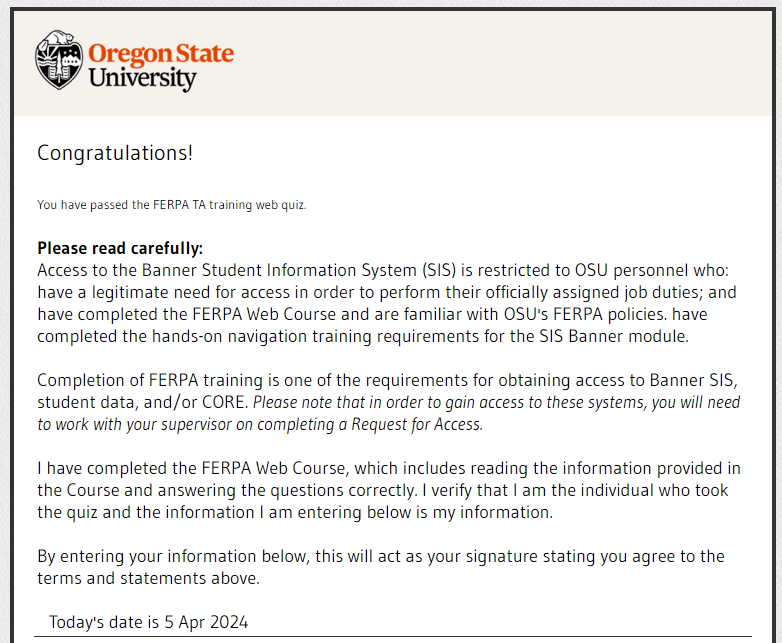 Oregon State
University
Congratulations!
You have passed the FERPA TA training web quiz.
Please read carefully:
Access to the Banner Student Information System (SIS) is restricted to OSU personnel who:
have a legitimate need for access in order to perform their officially assigned job duties; and
have completed the FERPA Web Course and are familiar with OSU's FERPA policies. have
completed the hands-on navigation training requirements for the SIS Banner module.
Completion of FERPA training is one of the requirements for obtaining access to Banner SIS,
student data, and/or CORE. Please note that in order to gain access to these systems, you will need
to work with your supervisor on completing a Request for Access.
I have completed the FERPA Web Course, which includes reading the information provided in
the Course and answering the questions correctly. I verify that I am the individual who took
the quiz and the information I am entering below is my information.
By entering your information below, this will act as your signature stating you agree to the
terms and statements above.
Today's date is 5 Apr 2024